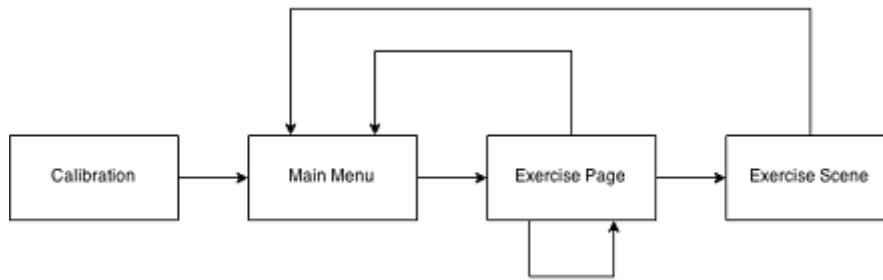 Calibration
Main Menu
Exercise Page
Exercise Scene